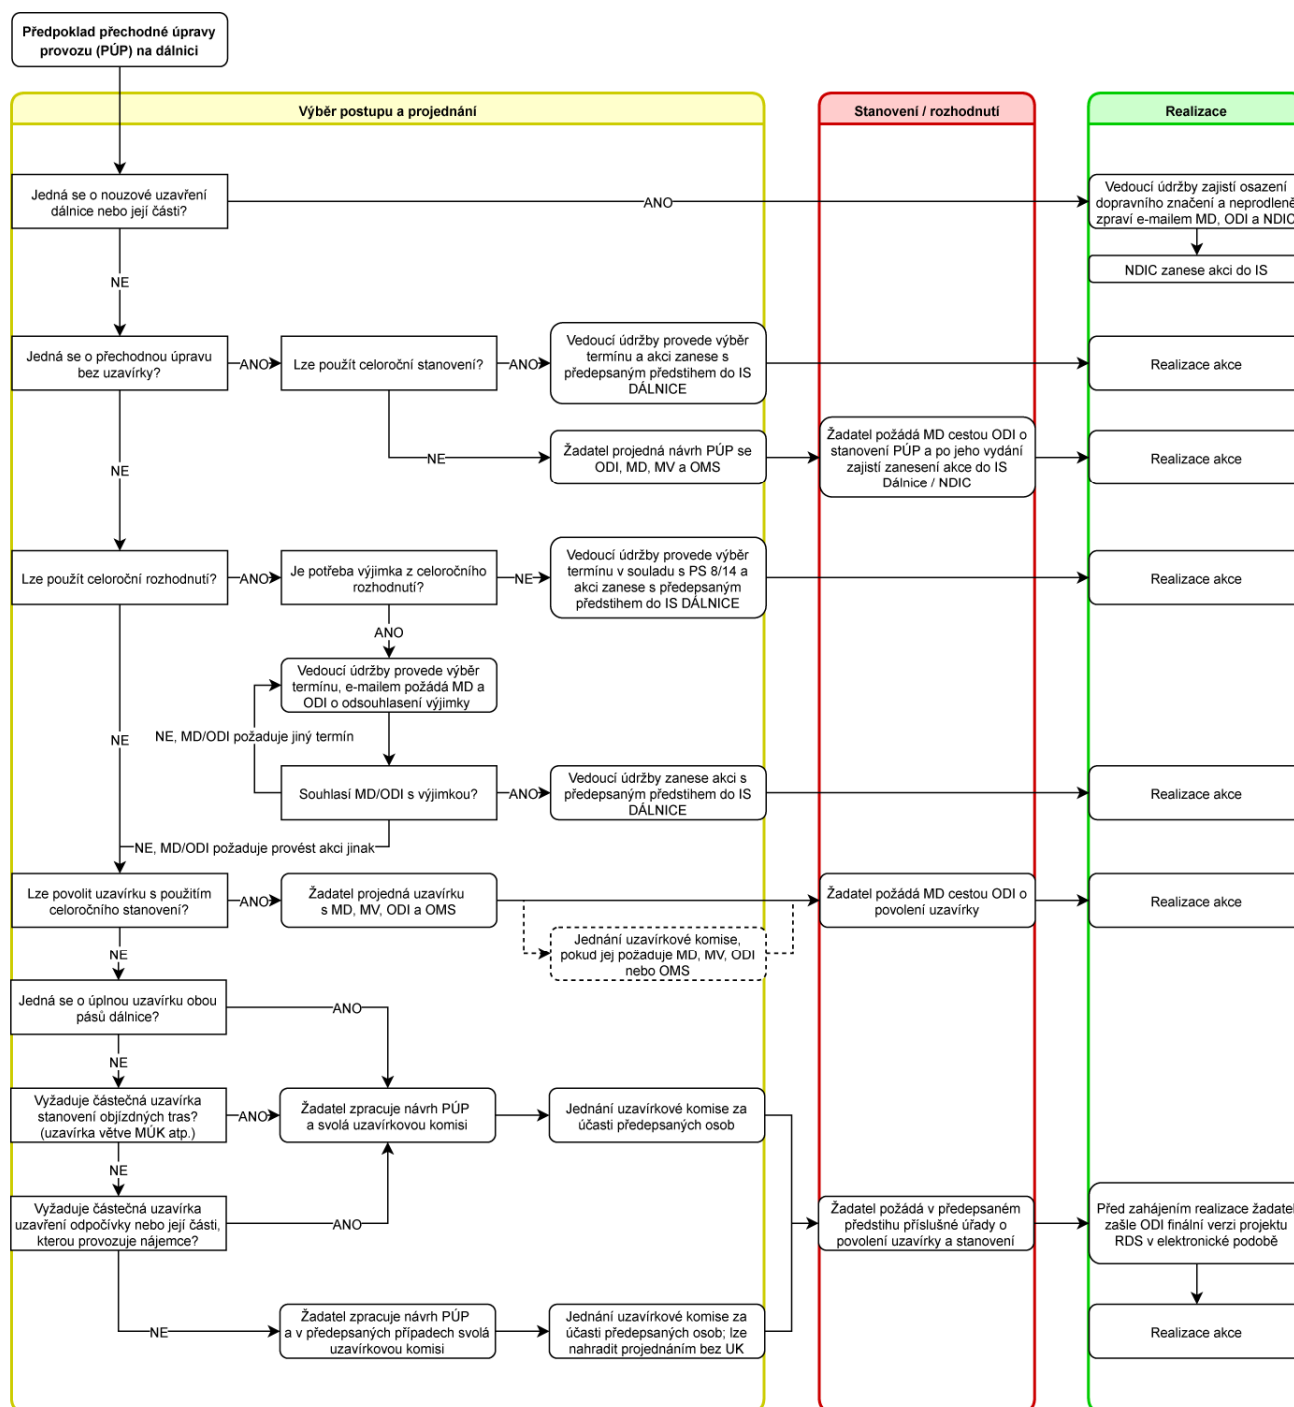 Předpoklad přechodné úpravy
provozu (PÚP) na dálnici
Výběr postupu a projednání
Stanovení / rozhodnutí
Realizace
Jedná se o nouzové uzavření
dálnice nebo její části?
ANO
Vedoucí údržby zajistí osazení
dopravního značení a neprodleně
zpraví e-mailem MD, ODI a NDIC
NE
NDIC zanese akci do IS
Jedná se o přechodnou úpravu
bez uzavírky?
ANO
Lze použít celoroční stanovení?
ANO
Vedoucí údržby provede výběr
termínu a akci zanese s
předepsaným předstihem do IS
DÁLNICE
Realizace akce
NE
NE
Žadatel projedná návrh PÚP se
ODI, MD, MV a OMS
Žadatel požádá MD cestou ODI o
stanovení PÚP a po jeho vydání
zajistí zanesení akce do IS
Dálnice / NDIC
Realizace akce
Lze použít celoroční rozhodnutí?
ANO
Je potřeba výjimka z celoročního
rozhodnutí?
NE
Vedoucí údržby provede výběr
termínu v souladu s PS 8/14 a
akci zanese s předepsaným
předstihem do IS DÁLNICE
Realizace akce
ANO
Vedoucí údržby provede výběr
termínu, e-mailem požádá MD a
ODI o odsouhlasení výjimky
NE
NE, MD/ODI požaduje jiný termín
Souhlasí MD/ODI s výjimkou?
ANO
Vedoucí údržby zanese akci s
předepsaným předstihem do IS
DÁLNICE
Realizace akce
NE, MD/ODI požaduje provést akci jinak
Lze povolit uzavírku s použitím
celoročního stanovení?
ANO
Žadatel projedná uzavírku
s MD, MV, ODI a OMS
Žadatel požádá MD cestou ODI o
povolení uzavírky
Realizace akce
NE
Jednání uzavírkové komise,
pokud jej požaduje MD, MV, ODI
nebo OMS
Jedná se o úplnou uzavírku obou
pásů dálnice?
ANO
NE
Vyžaduje částečná uzavírka
stanovení objízdných tras?
(uzavírka větve MÚK atp.)
ANO
Žadatel zpracuje návrh PÚP
a svolá uzavírkovou komisi
Jednání uzavírkové komise za
účasti předepsaných osob
NE
Vyžaduje částečná uzavírka
uzavření odpočívky nebo její části,
kterou provozuje nájemce?
ANO
Žadatel požádá v předepsaném
předstihu příslušné úřady o
povolení uzavírky a stanovení
Před zahájením realizace žadatel
zašle ODI finální verzi projektu
RDS v elektronické podobě
NE
Žadatel zpracuje návrh PÚP
a v předepsaných případech svolá
uzavírkovou komisi
Jednání uzavírkové komise za
účasti předepsaných osob; lze
nahradit projednáním bez UK
Realizace akce